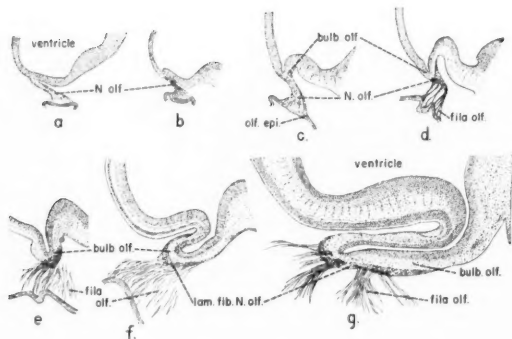 ventricle
N. olf.
a
b
bulb olf.
N. olf.
olf. epi.
fila olf.
c.
d.
ventricle
bulb olf.
fila
olf.
lam. fib. N. olf.
bulb. olf.
fila olf.
e
f.
g.